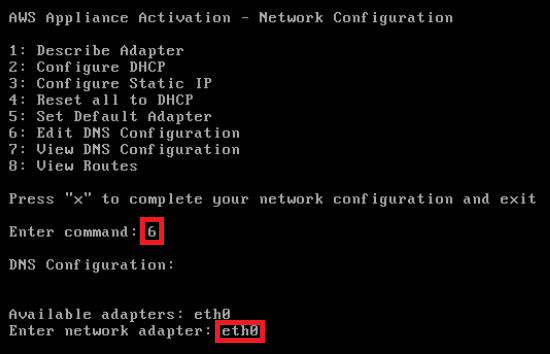 AWS Appliance Activation - Network Configuration
1: Describe Adapter
2: Configure DHCP
3: Configure Static IP
4: Reset all to DHCP
5: Set Default Adapter
6: Edit DNS Configuration
7: View DNS Configuration
8: View Routes
Press "x" to complete your network configuration and exit
Enter command: 6
DNS Configuration:
Available adapters: eth0
Enter network adapter: eth0